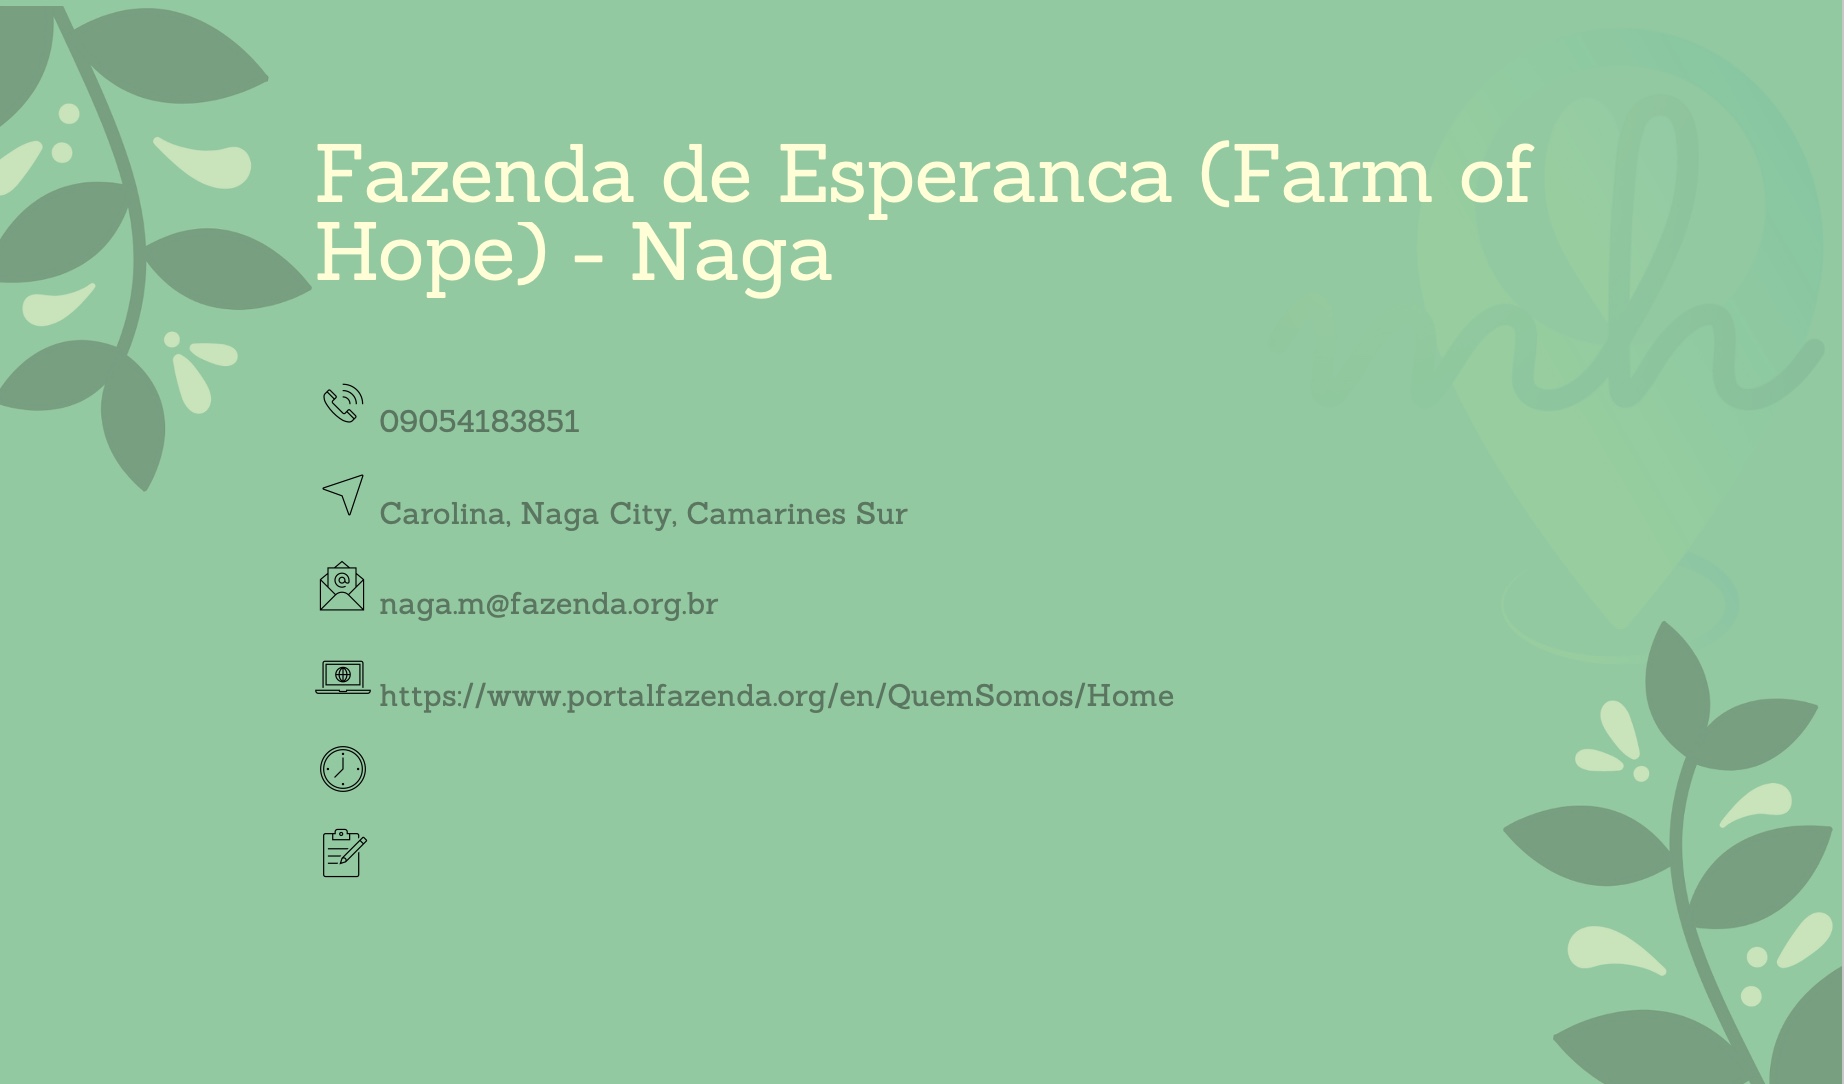 Fazenda de Esperanca (Farm of
Hope) - Naga
09054183851
Carolina, Naga City, Camarines Sur
naga.m@fazenda.org.br
https://www.portalfazenda.org/en/QuemSomos/Home